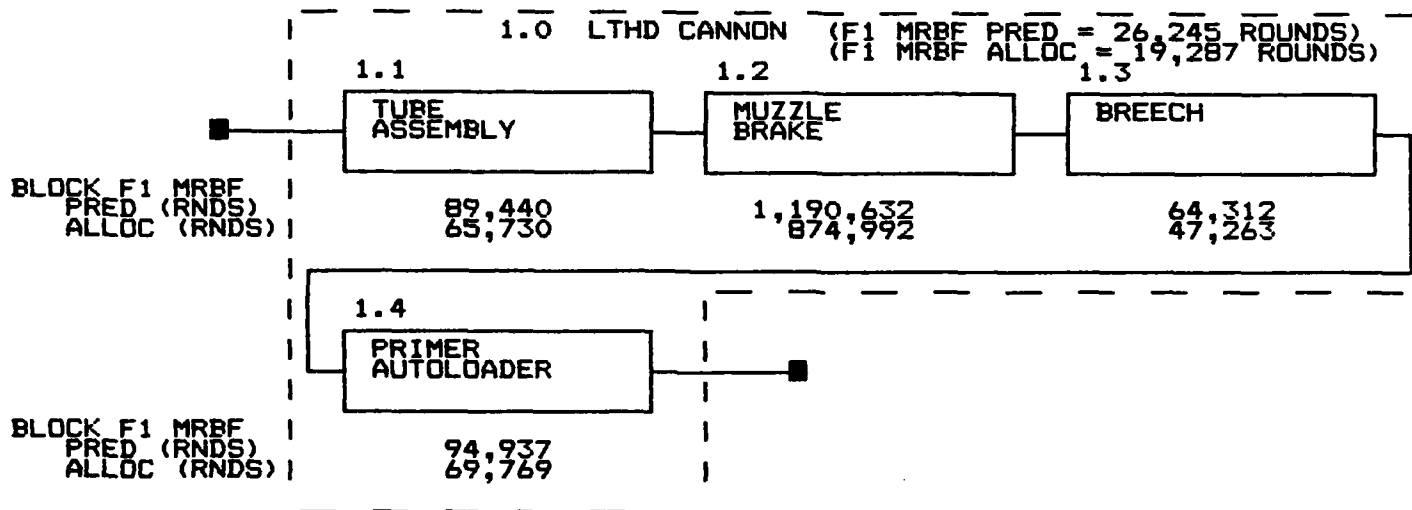 1.0 LTHD CANNON (F1 MRBF PRED = 26,245 ROUNDS)
(F1 MRBF ALLOC = 19,287 ROUNDS)
1.1 1.2 1.3
TUBE ASSEMBLY
MUZZLE BRAKE
BREECH
BLOCK F1 MRBF
PRED (RNDS) 89,440 1,190,632 64,312
ALLOC (RNDS) 65,730 874,992 47,263
1.4
PRIMER
AUTOLOADER
BLOCK F1 MRBF
PRED (RNDS) 94,937
ALLOC (RNDS) 69,769